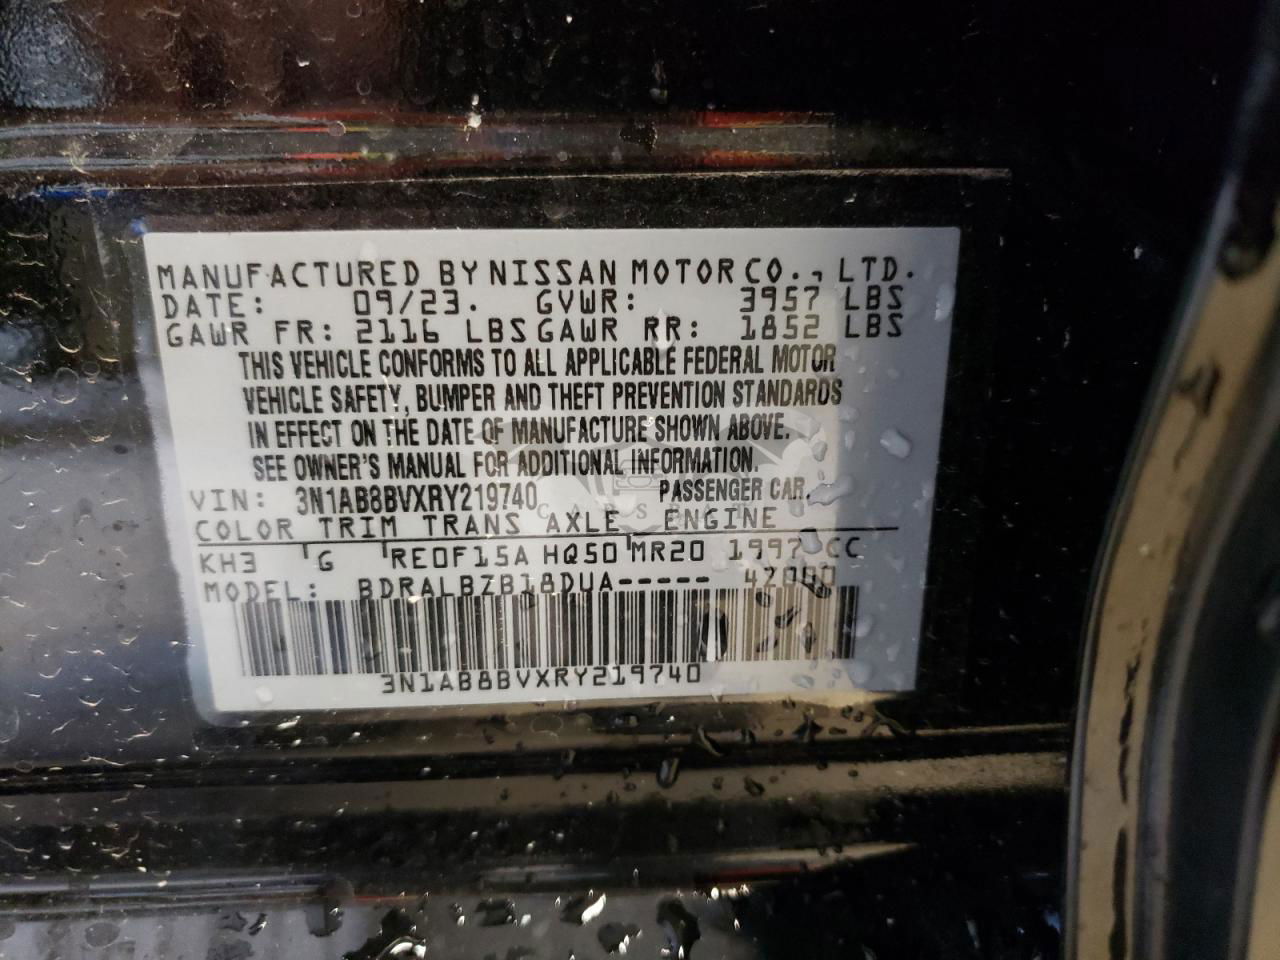 MANUFACTURED BY NISSAN MOTOR CO., LTD.
DATE: 09/23. GVWR: 3957 LBS
GAWR FR: 2116 LBS GAWR RR: 1852 LBS
THIS VEHICLE CONFORMS TO ALL APPLICABLE FEDERAL MOTOR
VEHICLE SAFETY, BUMPER AND THEFT PREVENTION STANDARDS
IN EFFECT ON THE DATE OF MANUFACTURE SHOWN ABOVE.
SEE OWNER'S MANUAL FOR ADDITIONAL INFORMATION.
VIN: 3N1AB8BVXRY219740 PASSENGER CAR.
COLOR TRIM TRANS AXLE ENGINE
KH3 G RE0F15A HQ50 MR20 1997 CC
MODEL: BDRALBZB18DUA-----
3N1AB8BVXRY219740